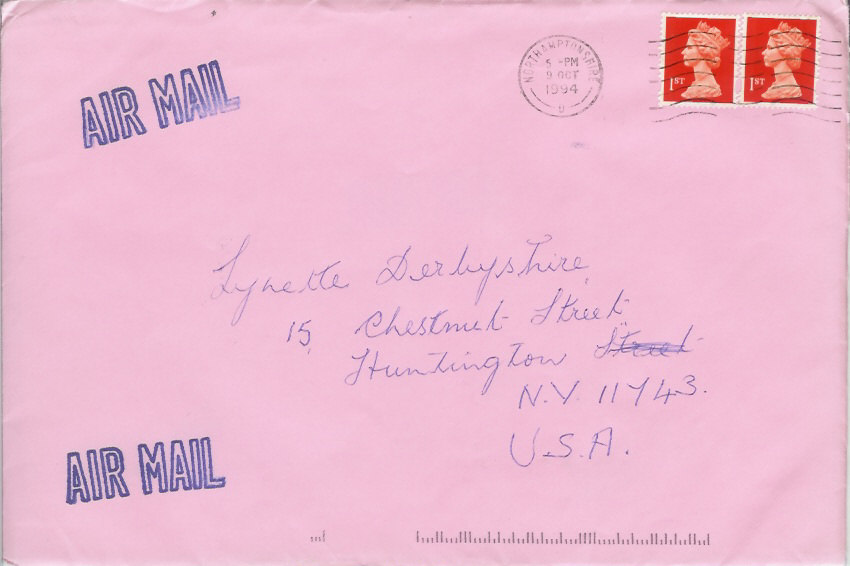 AIR MAIL
NORTHAMPTONSHIRE
5 -PM
9 OCT
1994
1ST
1ST
Lynette Derbyshire
15, Chestnut Street
Huntington Street
N.Y. 11743.
U.S.A.
AIR MAIL